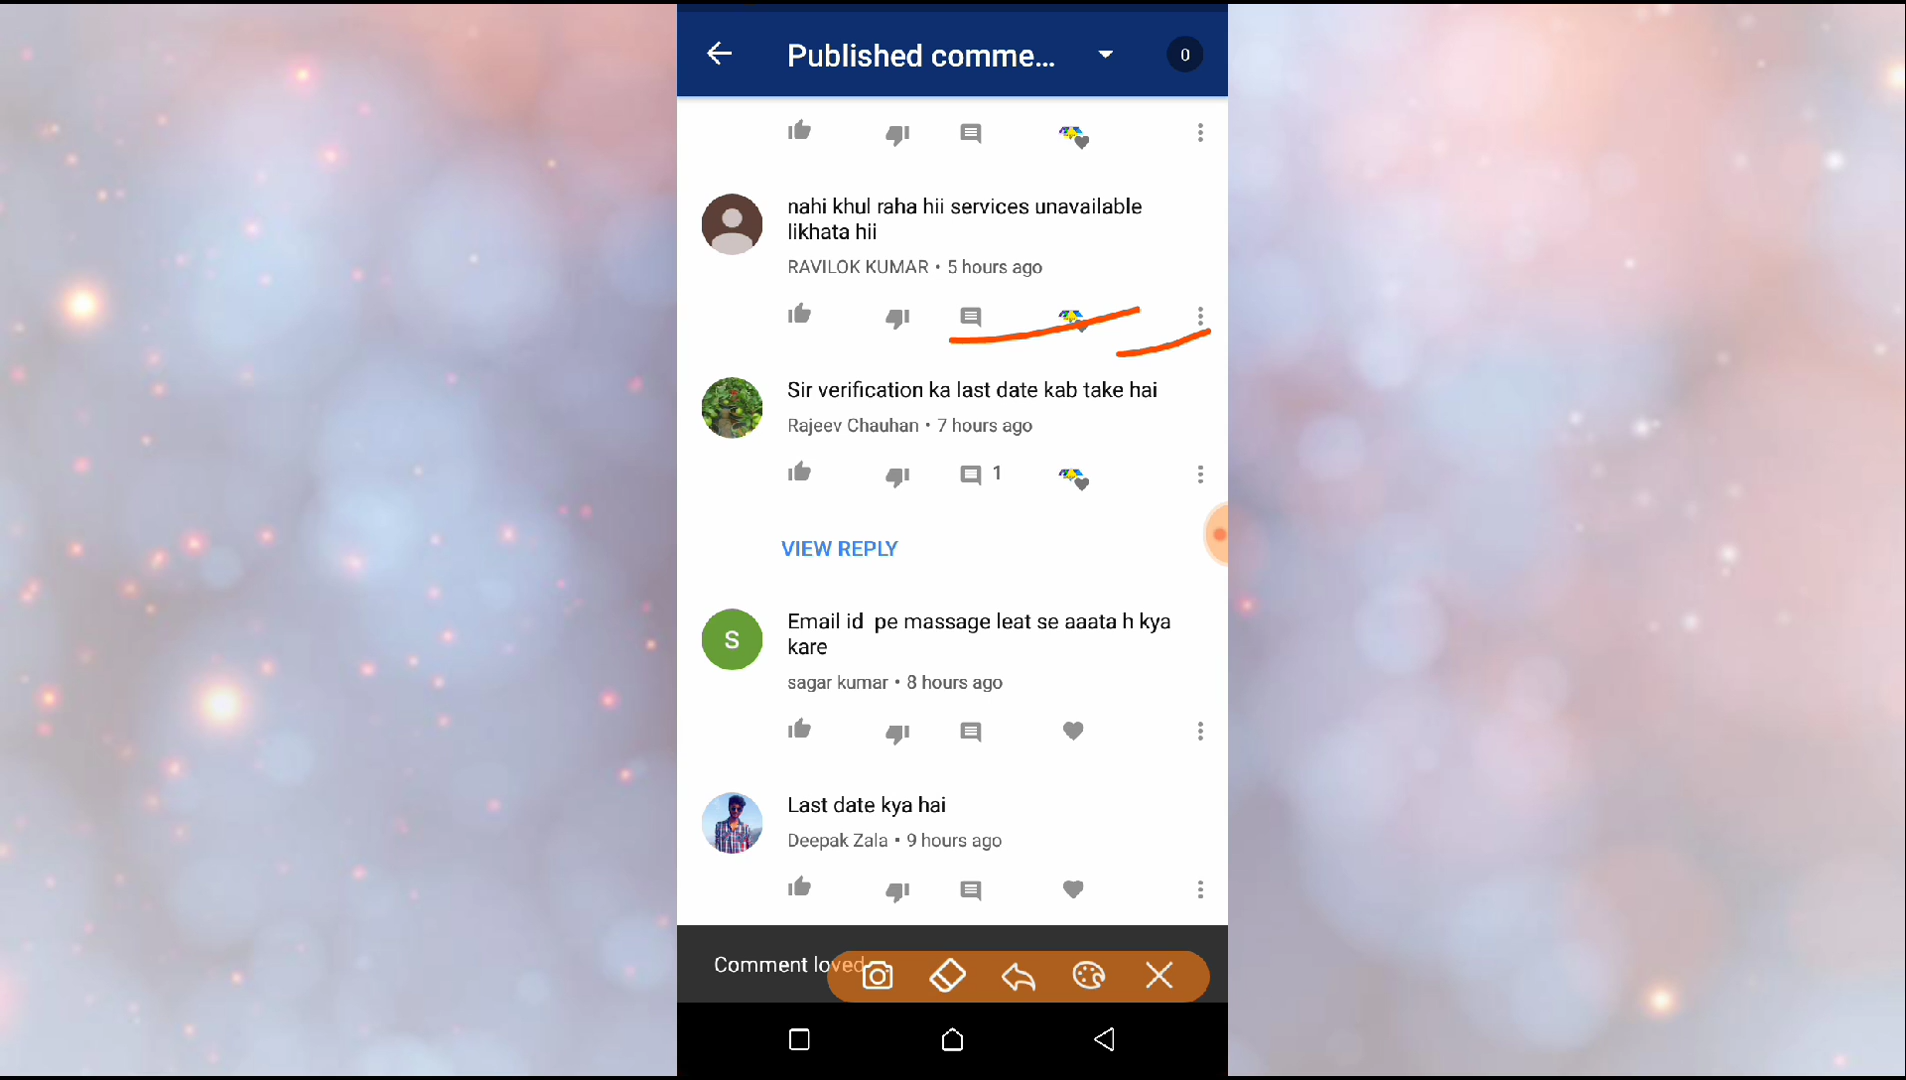 Published comme...
0
nahi khul raha hii services unavailable
likhata hii
RAVILOK KUMAR • 5 hours ago
Sir verification ka last date kab take hai
Rajeev Chauhan • 7 hours ago
1
VIEW REPLY
Email id pe massage leat se aaata h kya
kare
S
sagar kumar • 8 hours ago
Last date kya hai
Deepak Zala • 9 hours ago
Comment loved